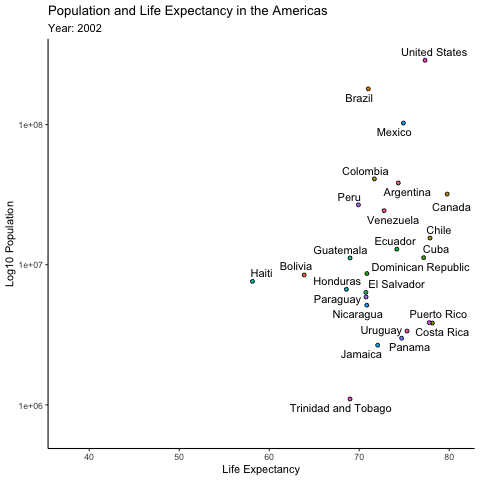 Population and Life Expectancy in the Americas
Year: 2002
United States
Brazil
1e+08
Mexico
Colombia
Argentina
Peru
Canada
Venezuela
Chile
Ecuador
Cuba
Guatemala
1e+07
Bolivia
Dominican Republic
Haiti
Honduras
El Salvador
Paraguay
Nicaragua
Puerto Rico
Uruguay
Costa Rica
Panama
Jamaica
1e+06
Trinidad and Tobago
Log10 Population
40 50 60 70 80
Life Expectancy